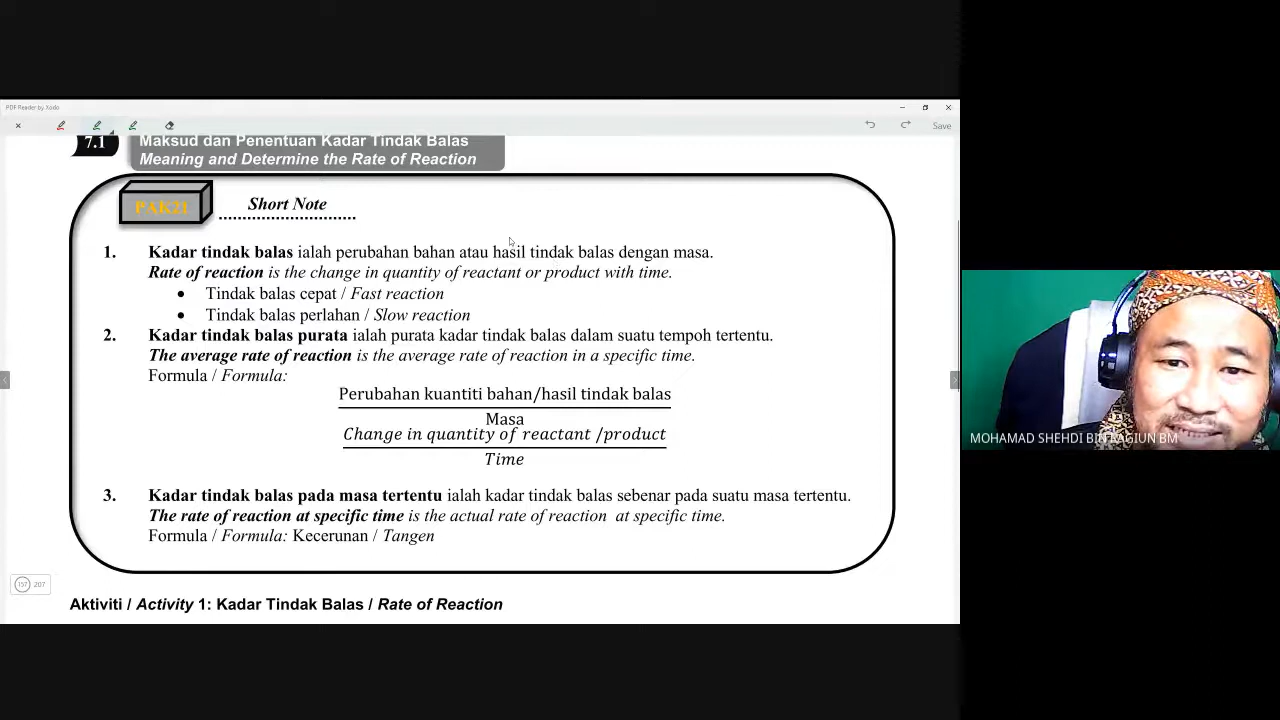 PDF Reader by Xodo
Save
7.1
Maksud dan Penentuan Kadar Tindak Balas
Meaning and Determine the Rate of Reaction
PAK21
Short Note
1. Kadar tindak balas ialah perubahan bahan atau hasil tindak balas dengan masa.
Rate of reaction is the change in quantity of reactant or product with time.
• Tindak balas cepat / Fast reaction
• Tindak balas perlahan / Slow reaction
2. Kadar tindak balas purata ialah purata kadar tindak balas dalam suatu tempoh tertentu.
The average rate of reaction is the average rate of reaction in a specific time.
Formula / Formula:
Perubahan kuantiti bahan/hasil tindak balas
Masa
Change in quantity of reactant /product
Time
3. Kadar tindak balas pada masa tertentu ialah kadar tindak balas sebenar pada suatu masa tertentu.
The rate of reaction at specific time is the actual rate of reaction at specific time.
Formula / Formula: Kecerunan / Tangen
157 207
Aktiviti / Activity 1: Kadar Tindak Balas / Rate of Reaction
MOHAMAD SHEHDI BIN BM